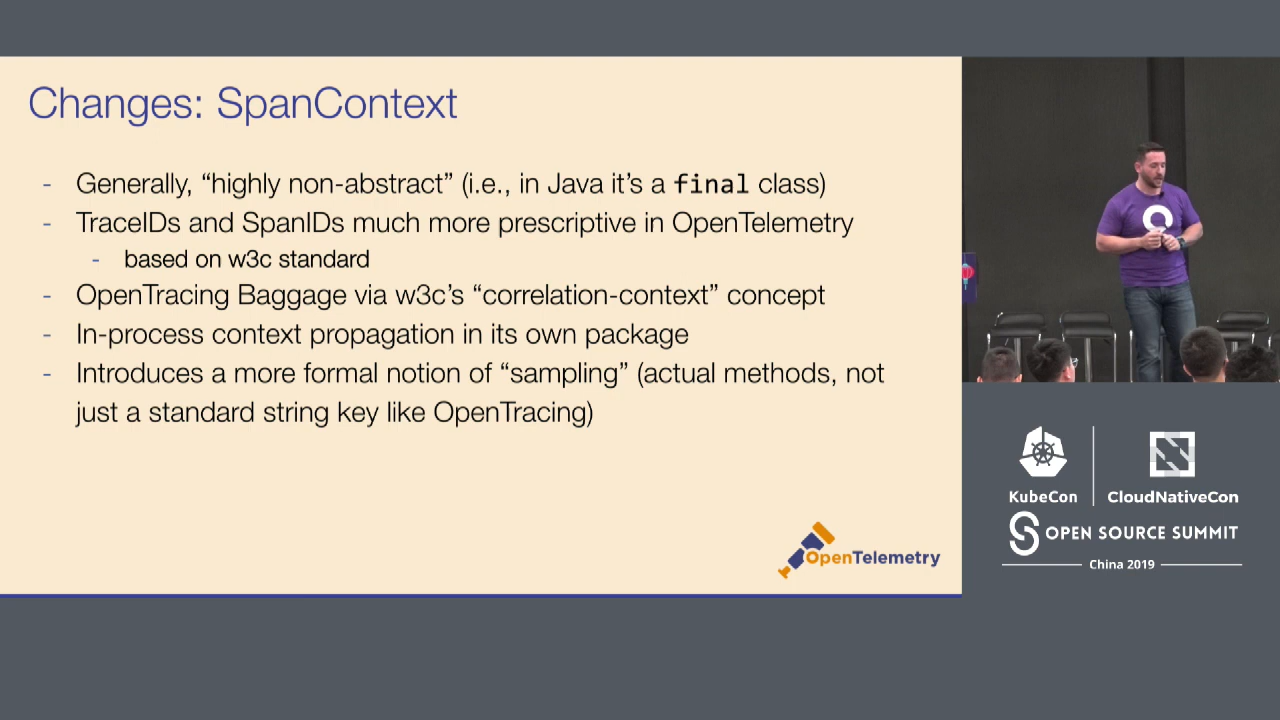 Changes: SpanContext
- Generally, “highly non-abstract” (i.e., in Java it’s a final class)
- TraceIDs and SpanIDs much more prescriptive in OpenTelemetry
- based on w3c standard
- OpenTracing Baggage via w3c’s “correlation-context” concept
- In-process context propagation in its own package
- Introduces a more formal notion of “sampling” (actual methods, not
just a standard string key like OpenTracing)
OpenTelemetry
KubeCon
CloudNativeCon
OPEN SOURCE SUMMIT
China 2019